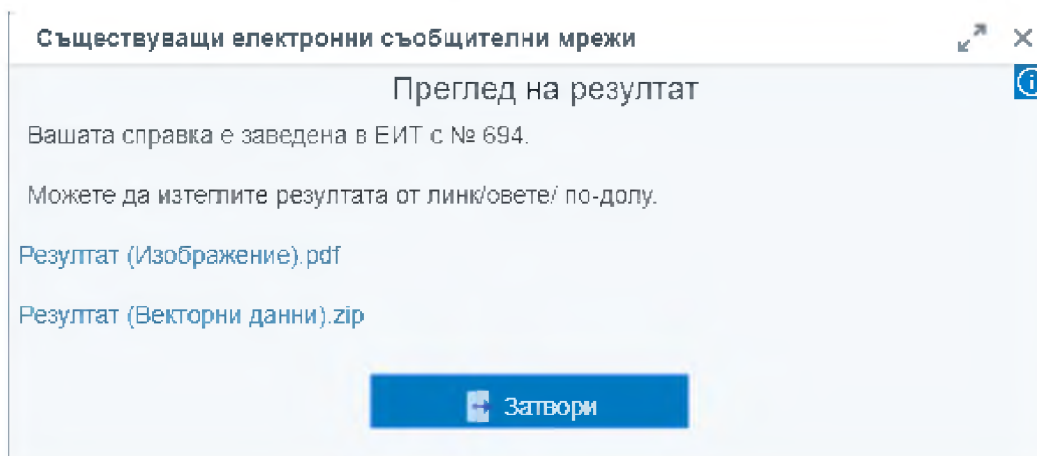 Съществуващи електронни съобщителни мрежи
Преглед на резултат
Вашата справка е заведена в ЕИТ с № 694.
Можете да изтеглите резултата от линк/овете/ по-долу.
Резултат (Изображение).pdf
Резултат (Векторни данни).zip
Затвори